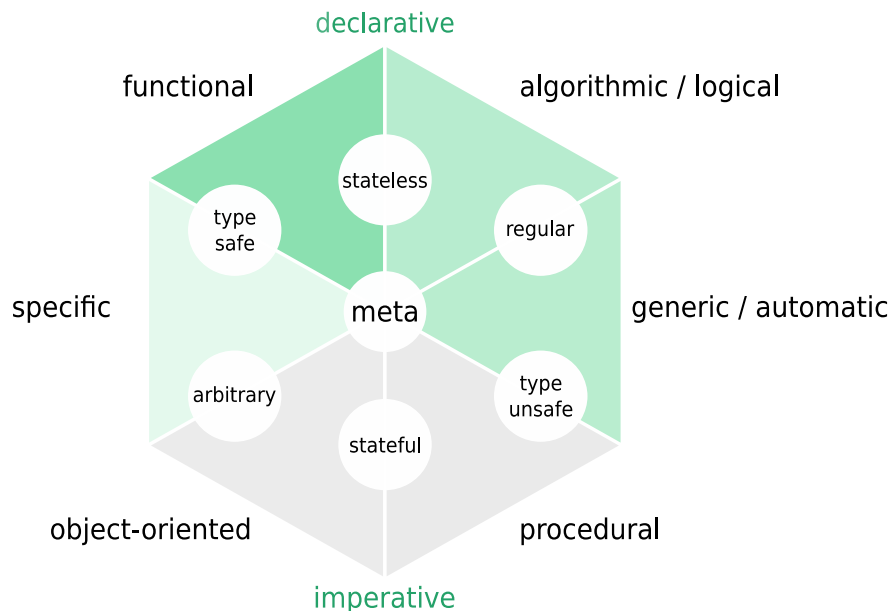 declarative
functional
algorithmic / logical
stateless
type
safe
regular
specific
meta
generic / automatic
arbitrary
type
unsafe
stateful
object-oriented
procedural
imperative